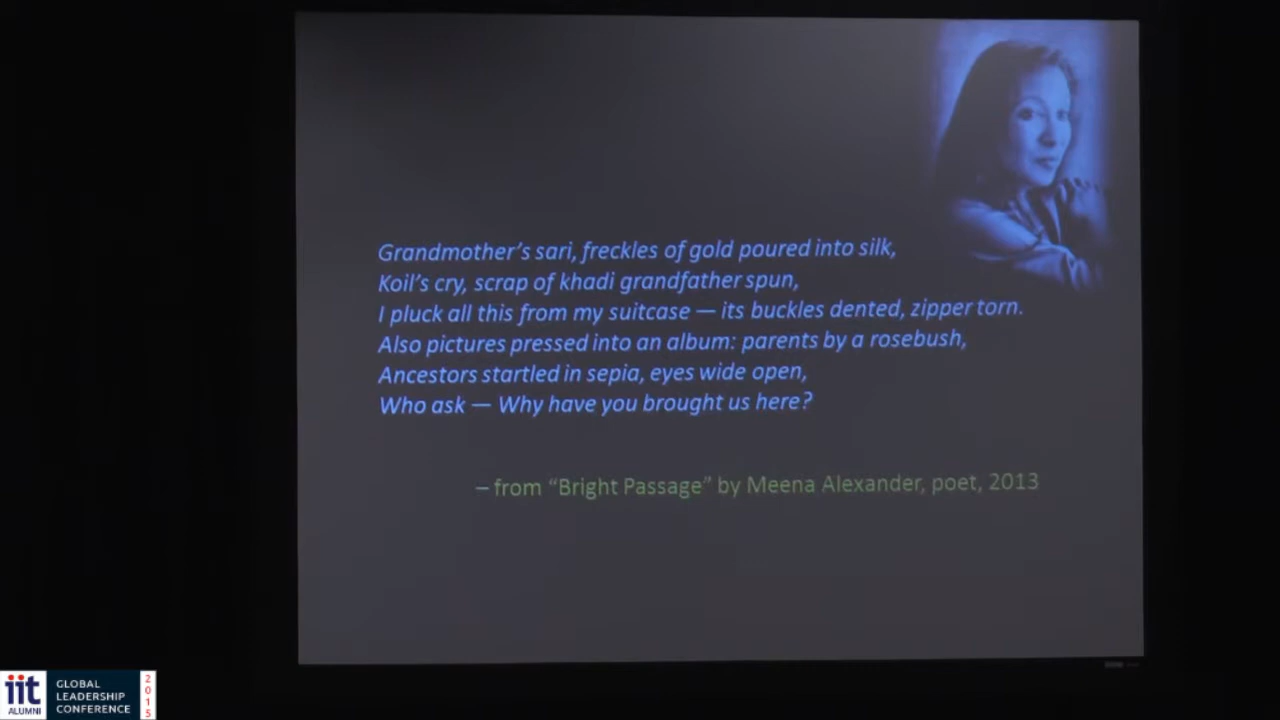 Grandmother's sari, freckles of gold poured into silk,
Koil's cry, scrap of khadi grandfather spun,
I pluck all this from my suitcase — its buckles dented, zipper torn.
Also pictures pressed into an album: parents by a rosebush,
Ancestors startled in sepia, eyes wide open,
Who ask — Why have you brought us here?
– from “Bright Passage” by Meena Alexander, poet, 2013
iit
ALUMNI
GLOBAL
LEADERSHIP
CONFERENCE
2015